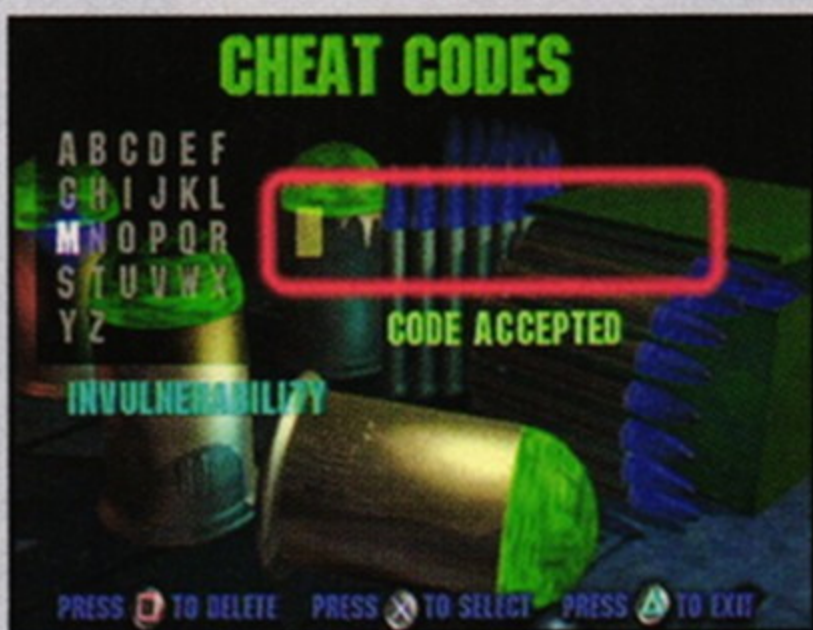 CHEAT CODES
A B C D E F
G H I J K L
M N O P Q R
S T U V W X
Y Z
CODE ACCEPTED
INVULNERABILITY
PRESS TO DELETE PRESS TO SELECT PRESS TO EXIT